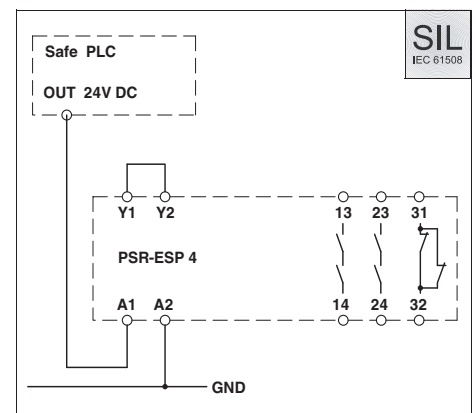 SIL
IEC 61508
Safe PLC
OUT 24V DC
Y1 Y2 13 23 31
PSR-ESP 4
A1 A2 14 24 32
GND